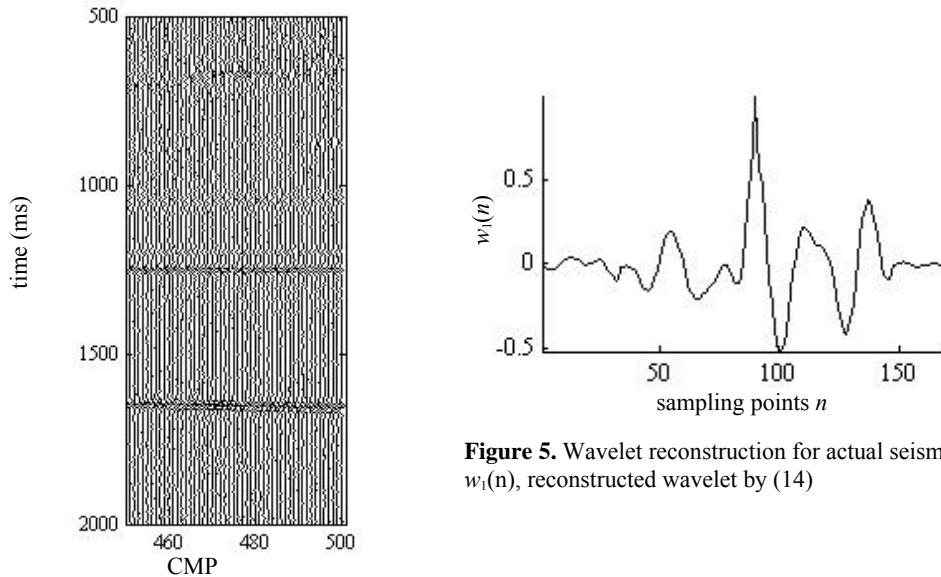 500
1000
1500
2000
time (ms)
460
480
500
CMP
0.5
0
-0.5
w₁(n)
50
100
150
sampling points n
Figure 5. Wavelet reconstruction for actual seism
w₁(n), reconstructed wavelet by (14)